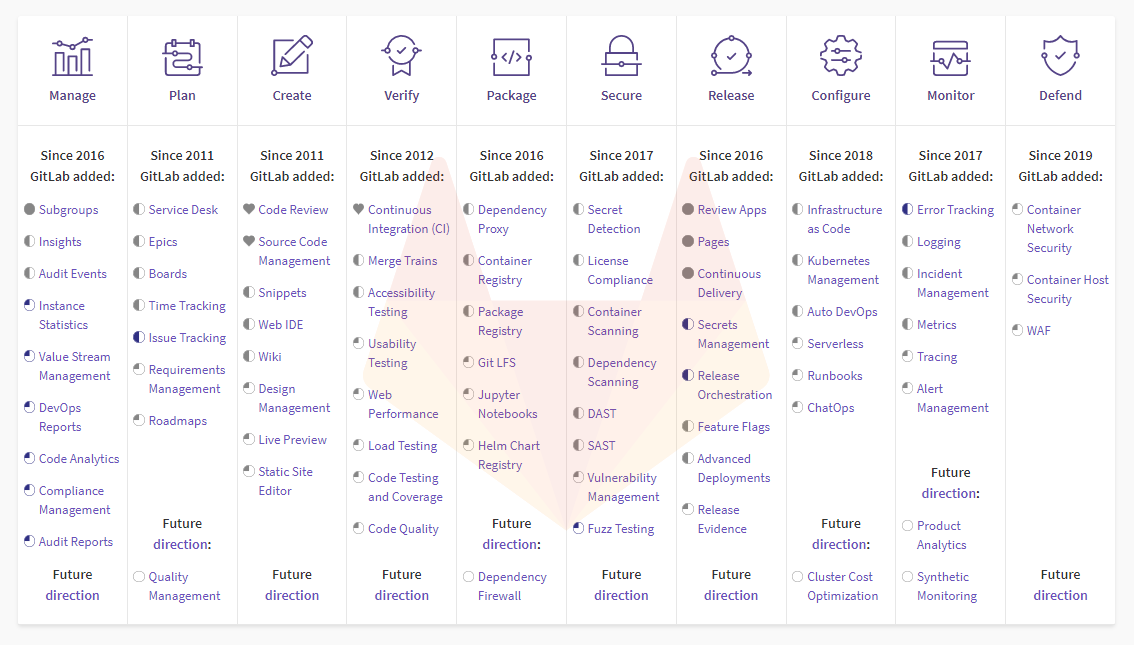 Manage
Plan
Create
Verify
Package
Secure
Release
Configure
Monitor
Defend
Since 2016
GitLab added:
Subgroups
Insights
Audit Events
Instance
Statistics
Value Stream
Management
DevOps
Reports
Code Analytics
Compliance
Management
Audit Reports
Future
direction
Since 2011
GitLab added:
Service Desk
Epics
Boards
Time Tracking
Issue Tracking
Requirements
Management
Roadmaps
Future
direction:
Quality
Management
Since 2011
GitLab added:
Code Review
Source Code
Management
Snippets
Web IDE
Wiki
Design
Management
Live Preview
Static Site
Editor
Future
direction
Since 2012
GitLab added:
Continuous
Integration (CI)
Merge Trains
Accessibility
Testing
Usability
Testing
Web
Performance
Load Testing
Code Testing
and Coverage
Code Quality
Future
direction
Since 2016
GitLab added:
Dependency
Proxy
Container
Registry
Package
Registry
Git LFS
Jupyter
Notebooks
Helm Chart
Registry
Future
direction:
Dependency
Firewall
Since 2017
GitLab added:
Secret
Detection
License
Compliance
Container
Scanning
Dependency
Scanning
DAST
SAST
Vulnerability
Management
Fuzz Testing
Future
direction
Since 2016
GitLab added:
Review Apps
Pages
Continuous
Delivery
Secrets
Management
Release
Orchestration
Feature Flags
Advanced
Deployments
Release
Evidence
Future
direction
Since 2018
GitLab added:
Infrastructure
as Code
Kubernetes
Management
Auto DevOps
Serverless
Runbooks
ChatOps
Future
direction:
Cluster Cost
Optimization
Since 2017
GitLab added:
Error Tracking
Logging
Incident
Management
Metrics
Tracing
Alert
Management
Future
direction:
Product
Analytics
Synthetic
Monitoring
Since 2019
GitLab added:
Container
Network
Security
Container Host
Security
WAF
Future
direction